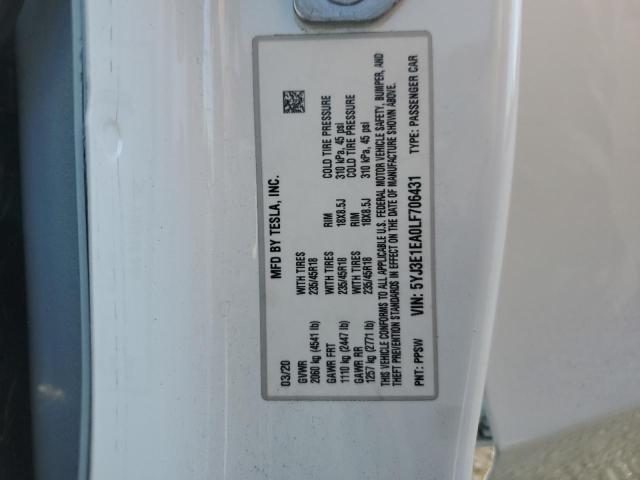 MFD BY TESLA, INC.
03/20
GVWR
2060 kg (4541 lb)
GAWR FRT WITH TIRES RIM COLD TIRE PRESSURE
1110 kg (2447 lb) 235/45R18 18X8.5J 310 kPa, 45 psi
GAWR RR WITH TIRES RIM COLD TIRE PRESSURE
1257 kg (2771 lb) 235/45R18 18X8.5J 310 kPa, 45 psi
THIS VEHICLE CONFORMS TO ALL APPLICABLE U.S. FEDERAL MOTOR VEHICLE SAFETY, BUMPER, AND
THEFT PREVENTION STANDARDS IN EFFECT ON THE DATE OF MANUFACTURE SHOWN ABOVE.
PNT: PPSW VIN: 5YJ3E1EA0LF706431 TYPE: PASSENGER CAR